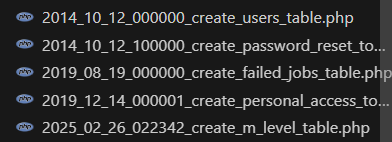 2014_10_12_000000_create_users_table.php
2014_10_12_100000_create_password_reset_to...
2019_08_19_000000_create_failed_jobs_table.php
2019_12_14_000001_create_personal_access_to...
2025_02_26_022342_create_m_level_table.php